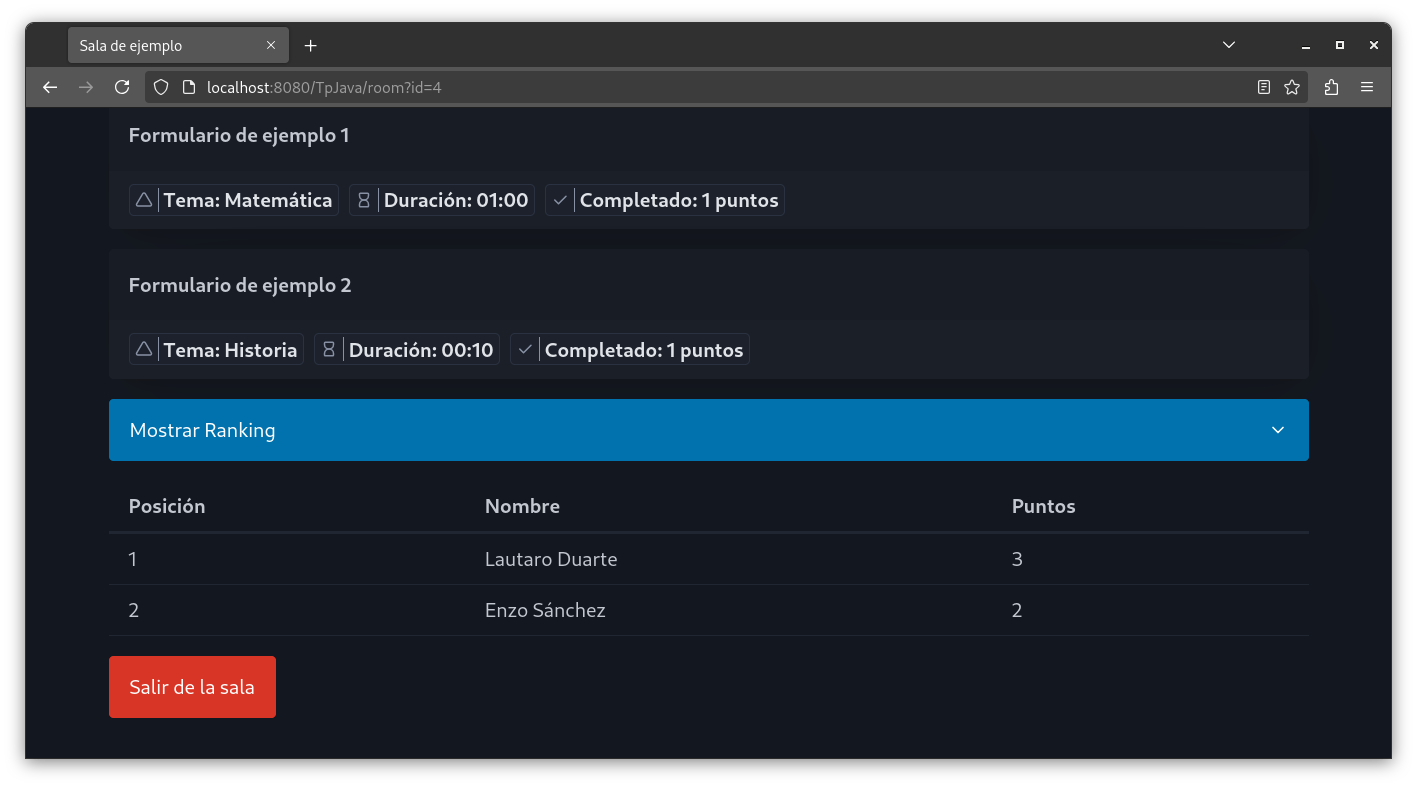 Sala de ejemplo
localhost:8080/TpJava/room?id=4
Formulario de ejemplo 1
Tema: Matemática Duración: 01:00 Completado: 1 puntos
Formulario de ejemplo 2
Tema: Historia Duración: 00:10 Completado: 1 puntos
Mostrar Ranking
Posición Nombre Puntos
1 Lautaro Duarte 3
2 Enzo Sánchez 2
Salir de la sala